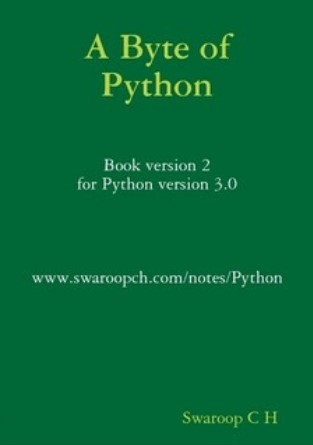 A Byte of
Python
Book version 2
for Python version 3.0
www.swaroopch.com/notes/Python
Swaroop C H